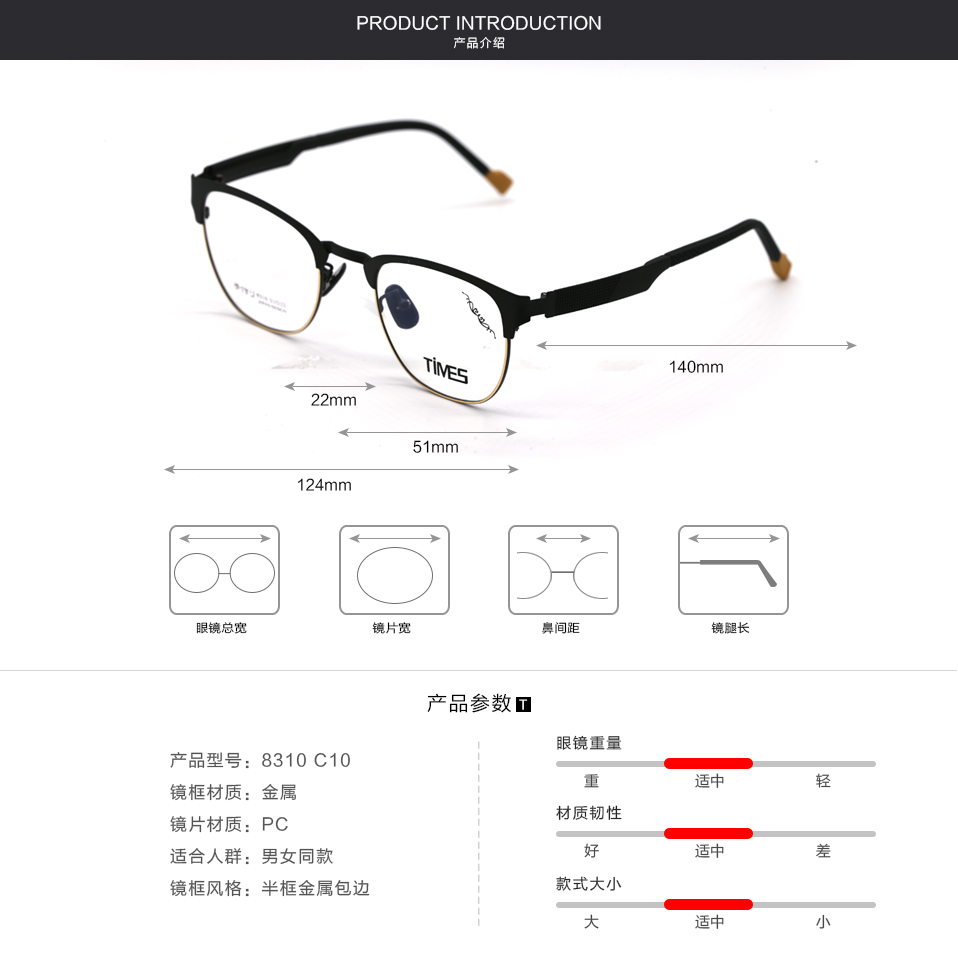 PRODUCT INTRODUCTION
产品介绍
TiMES
140mm
22mm
51mm
124mm
眼镜总宽
镜片宽
鼻间距
镜腿长
产品参数 T
产品型号：8310 C10
镜框材质：金属
镜片材质：PC
适合人群：男女同款
镜框风格：半框金属包边
眼镜重量
重 适中 轻
材质韧性
好 适中 差
款式大小
大 适中 小